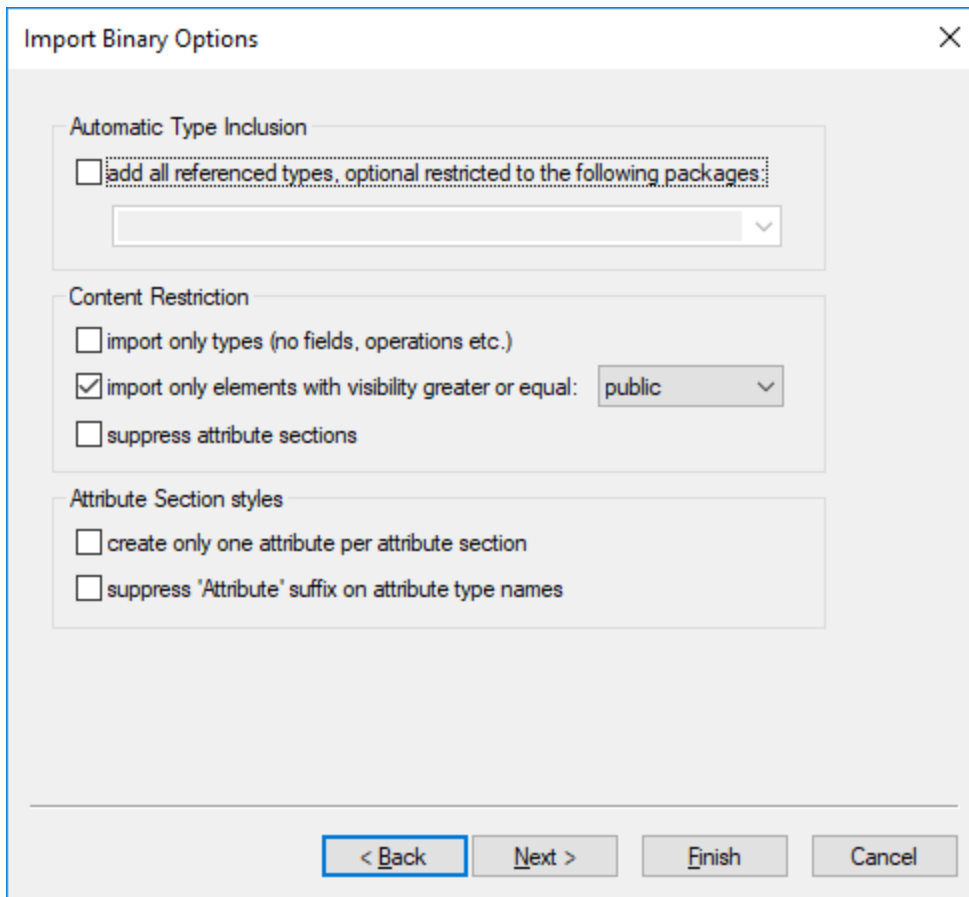 Import Binary Options
Automatic Type Inclusion
add all referenced types, optional restricted to the following packages:
Content Restriction
import only types (no fields, operations etc.)
import only elements with visibility greater or equal: public
suppress attribute sections
Attribute Section styles
create only one attribute per attribute section
suppress 'Attribute' suffix on attribute type names
< Back Next > Finish Cancel